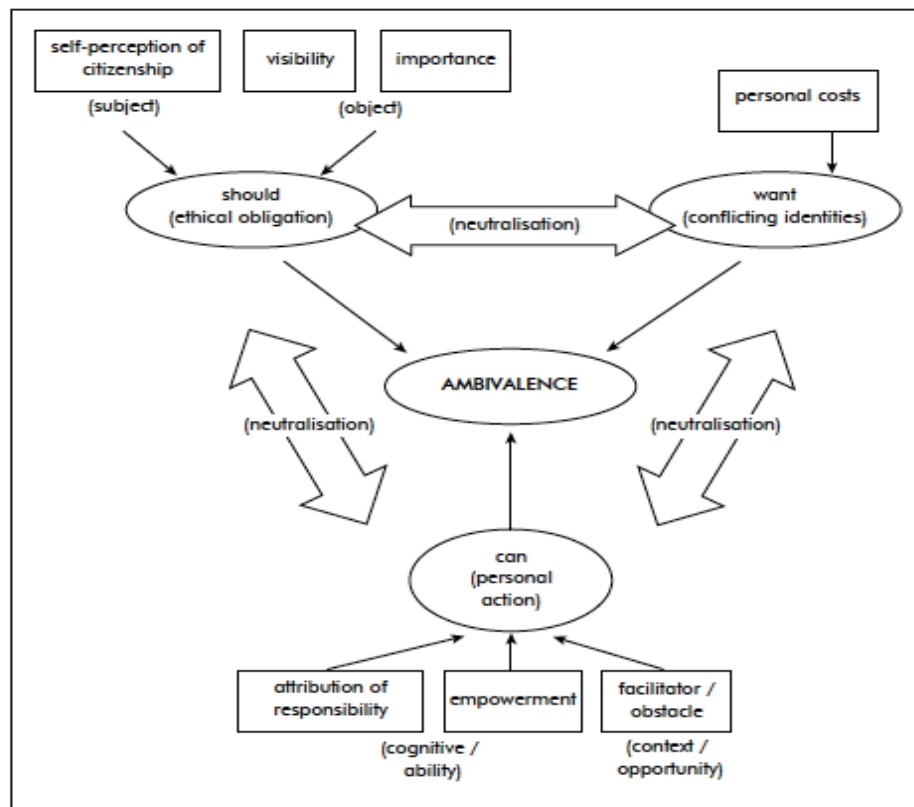 self-perception of
citizenship
visibility
importance
(subject)
(object)
personal costs
should
(ethical obligation)
want
(conflicting identities)
(neutralisation)
AMBIVALENCE
(neutralisation)
(neutralisation)
can
(personal
action)
attribution of
responsibility
empowerment
facilitator /
obstacle
(cognitive /
ability)
(context /
opportunity)